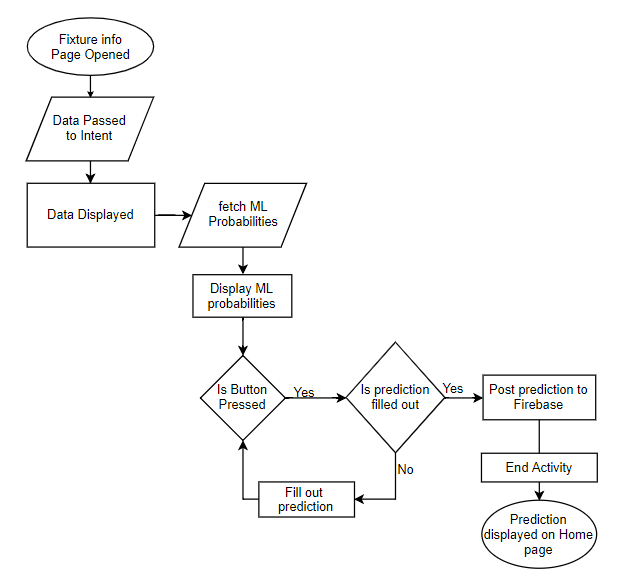 Fixture info
Page Opened
Data Passed
to Intent
Data Displayed
fetch ML
Probabilities
Display ML
probabilities
Is Button
Pressed
Yes
Is prediction
filled out
Yes
Post prediction to
Firebase
No
Fill out
prediction
End Activity
Prediction
displayed on Home
page